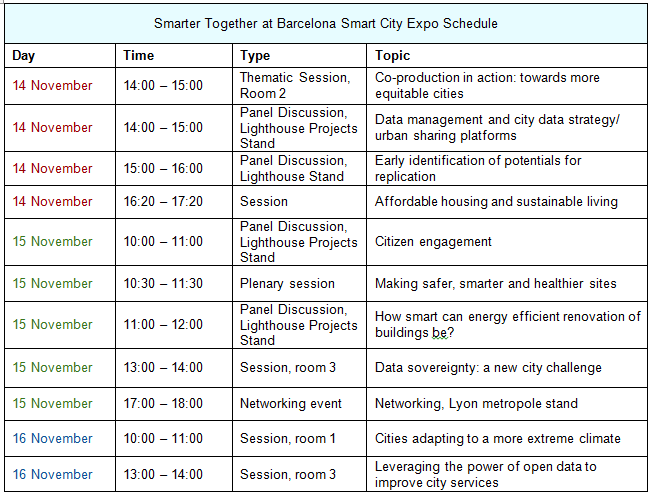 Smarter Together at Barcelona Smart City Expo Schedule
Day Time Type Topic
14 November 14:00 – 15:00 Thematic Session, Room 2 Co-production in action: towards more equitable cities
14 November 14:00 – 15:00 Panel Discussion, Lighthouse Projects Stand Data management and city data strategy/ urban sharing platforms
14 November 15:00 – 16:00 Panel Discussion, Lighthouse Stand Early identification of potentials for replication
14 November 16:20 – 17:20 Session Affordable housing and sustainable living
15 November 10:00 – 11:00 Panel Discussion, Lighthouse Projects Stand Citizen engagement
15 November 10:30 – 11:30 Plenary session Making safer, smarter and healthier sites
15 November 11:00 – 12:00 Panel Discussion, Lighthouse Projects Stand How smart can energy efficient renovation of buildings be?
15 November 13:00 – 14:00 Session, room 3 Data sovereignty: a new city challenge
15 November 17:00 – 18:00 Networking event Networking, Lyon metropole stand
16 November 10:00 – 11:00 Session, room 1 Cities adapting to a more extreme climate
16 November 13:00 – 14:00 Session, room 3 Leveraging the power of open data to improve city services